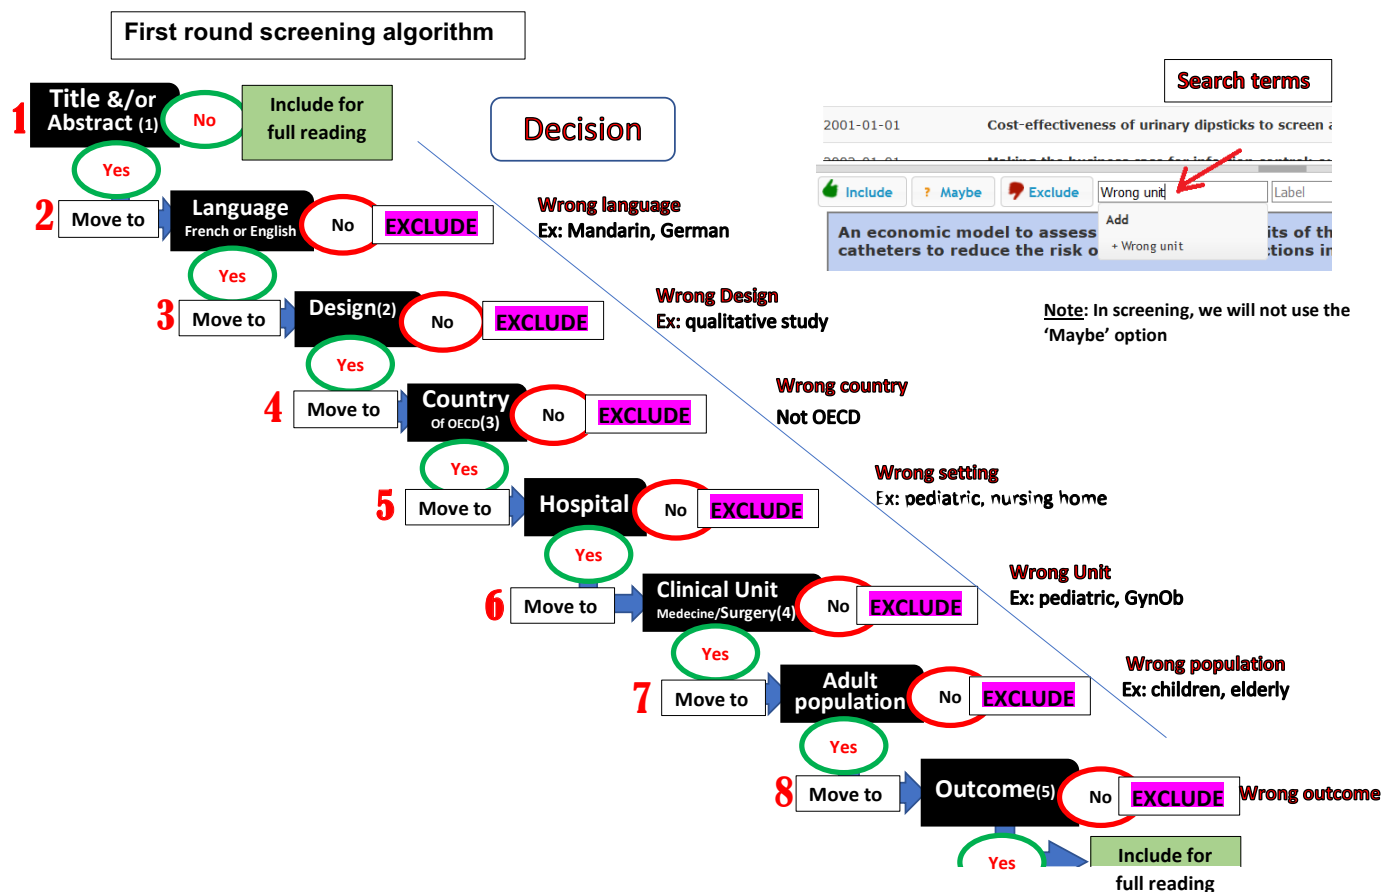 First round screening algorithm
Search terms
1
Title &/or
Abstract (1)
No
Include for
full reading
Decision
2001-01-01
Cost-effectiveness of urinary dipsticks to screen a
Yes
Include
? Maybe
Exclude
Wrong unit
Label
Add
+ Wrong unit
An economic model to assess
its of th
catheters to reduce the risk o
ctions in
2
Move to
Language
French or English
No
EXCLUDE
Wrong language
Ex: Mandarin, German
Yes
3
Move to
Design(2)
No
EXCLUDE
Wrong Design
Ex: qualitative study
Note: In screening, we will not use the
‘Maybe’ option
Yes
4
Move to
Country
Of OECD(3)
No
EXCLUDE
Wrong country
Not OECD
Yes
5
Move to
Hospital
No
EXCLUDE
Wrong setting
Ex: pediatric, nursing home
Yes
6
Move to
Clinical Unit
Medecine/Surgery(4)
No
EXCLUDE
Wrong Unit
Ex: pediatric, GynOb
Yes
7
Move to
Adult
population
No
EXCLUDE
Wrong population
Ex: children, elderly
Yes
8
Move to
Outcome(5)
No
EXCLUDE
Wrong outcome
Yes
Include for
full reading